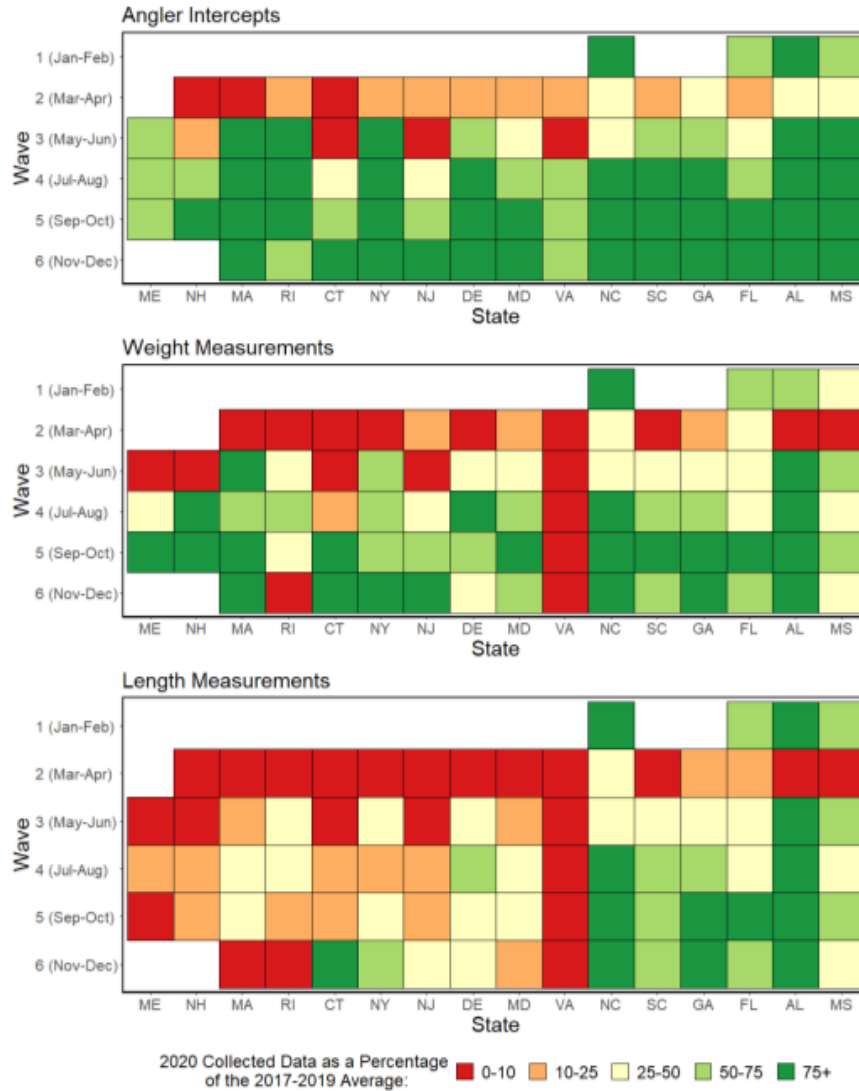 Angler Intercepts
1 (Jan-Feb)
2 (Mar-Apr)
3 (May-Jun)
4 (Jul-Aug)
5 (Sep-Oct)
6 (Nov-Dec)
Wave
ME NH MA RI CT NY NJ DE MD VA NC SC GA FL AL MS
State
Weight Measurements
1 (Jan-Feb)
2 (Mar-Apr)
3 (May-Jun)
4 (Jul-Aug)
5 (Sep-Oct)
6 (Nov-Dec)
Wave
ME NH MA RI CT NY NJ DE MD VA NC SC GA FL AL MS
State
Length Measurements
1 (Jan-Feb)
2 (Mar-Apr)
3 (May-Jun)
4 (Jul-Aug)
5 (Sep-Oct)
6 (Nov-Dec)
Wave
ME NH MA RI CT NY NJ DE MD VA NC SC GA FL AL MS
State
2020 Collected Data as a Percentage
of the 2017-2019 Average:
0-10 10-25 25-50 50-75 75+